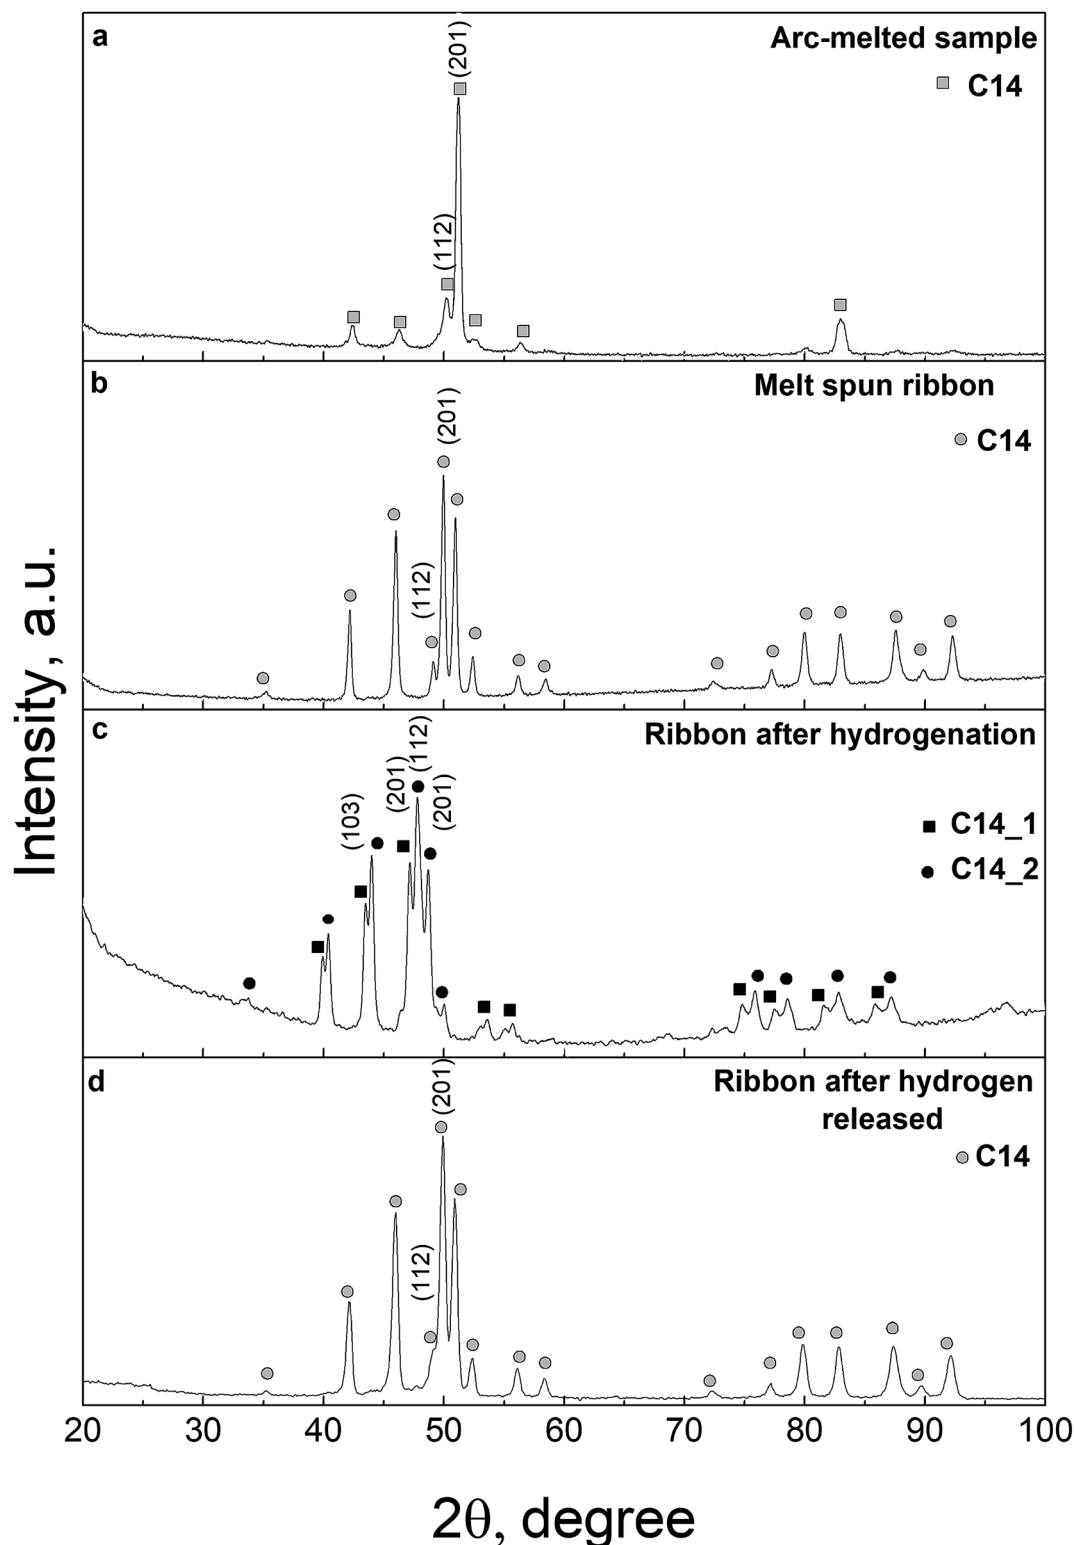 a
Arc-melted sample
C14
(201)
(112)
b
Melt spun ribbon
C14
(201)
(112)
c
Ribbon after hydrogenation
C14_1
C14_2
(103)
(201)
(112)
(201)
d
Ribbon after hydrogen
released
C14
(201)
(112)
Intensity, a.u.
20 30 40 50 60 70 80 90 100
2θ, degree